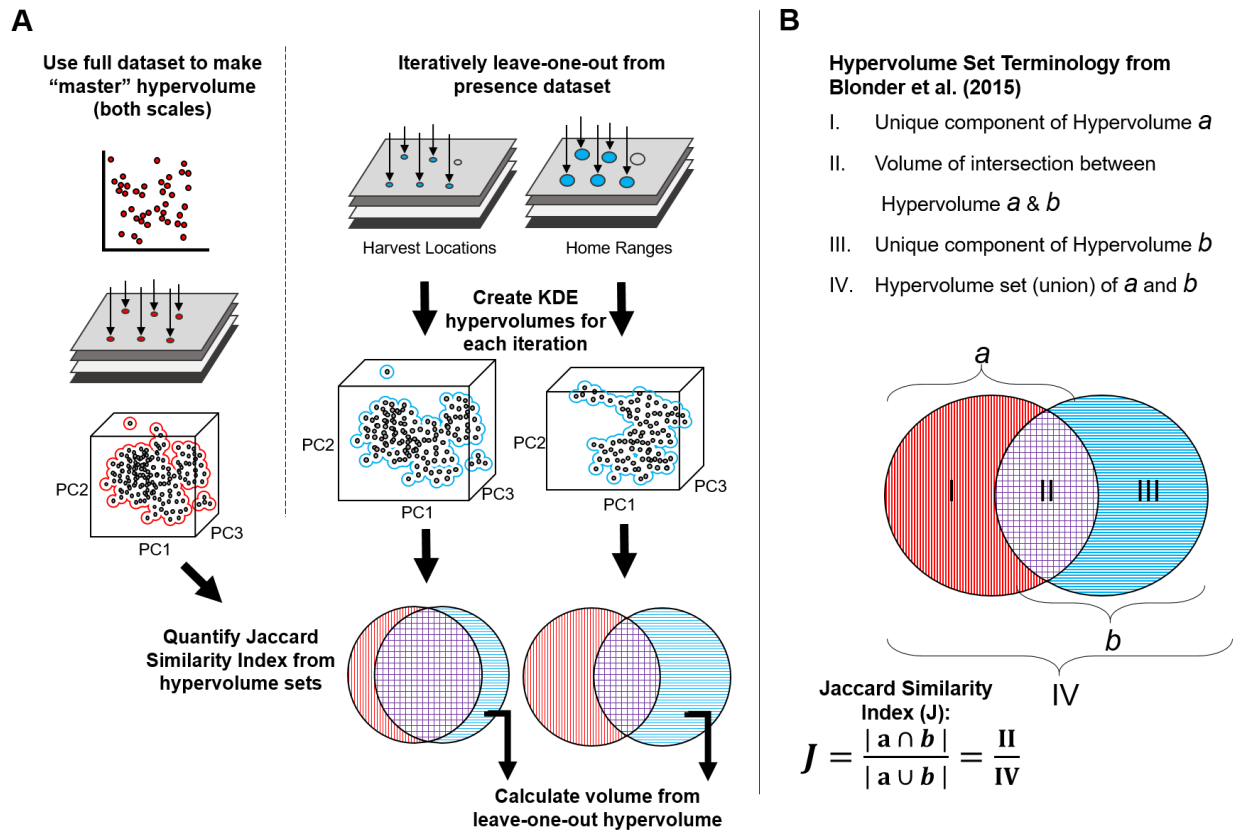 A
Use full dataset to make
“master” hypervolume
(both scales)
PC2
PC1
PC3
Iteratively leave-one-out from
presence dataset
Harvest Locations
Home Ranges
Create KDE
hypervolumes for
each iteration
PC2
PC1
PC3
PC2
PC1
PC3
Quantify Jaccard
Similarity Index from
hypervolume sets
Calculate volume from
leave-one-out hypervolume
B
Hypervolume Set Terminology from
Blonder et al. (2015)
I. Unique component of Hypervolume a
II. Volume of intersection between
Hypervolume a & b
III. Unique component of Hypervolume b
IV. Hypervolume set (union) of a and b
a
I
II
III
b
IV
Jaccard Similarity
Index (J):
J = | a ∩ b | / | a ∪ b | = II / IV